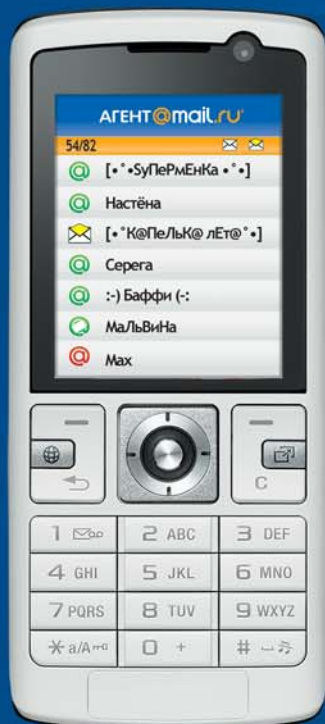 АГЕНТ@mail.ru®
54/82
[•°•SуПеРмЕнКа •°•]
Настёна
[•°К@ПеЛьК@ лЕт@°•]
Серега
:-) Баффи (-:
МаЛьВиНа
Max
C
1
2 ABC
3 DEF
4 GHI
5 JKL
6 MNO
7 PQRS
8 TUV
9 WXYZ
* a/A
0 +
#